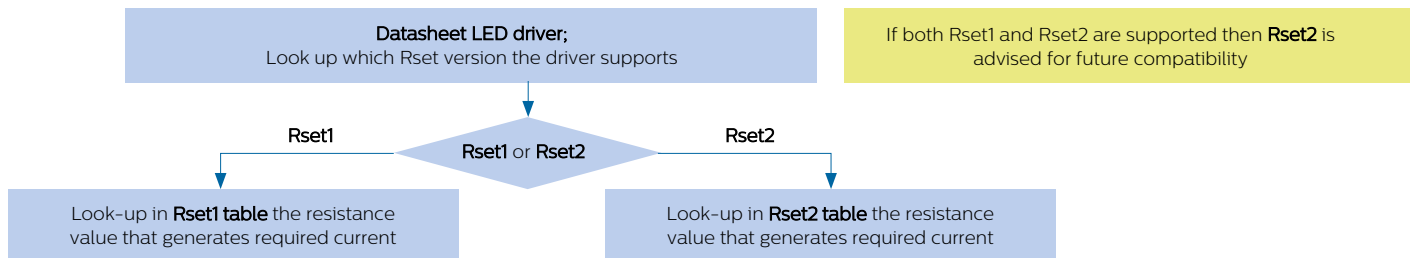 Datasheet LED driver;
Look up which Rset version the driver supports
If both Rset1 and Rset2 are supported then Rset2 is
advised for future compatibility
Rset1
Rset1 or Rset2
Rset2
Look-up in Rset1 table the resistance
value that generates required current
Look-up in Rset2 table the resistance
value that generates required current